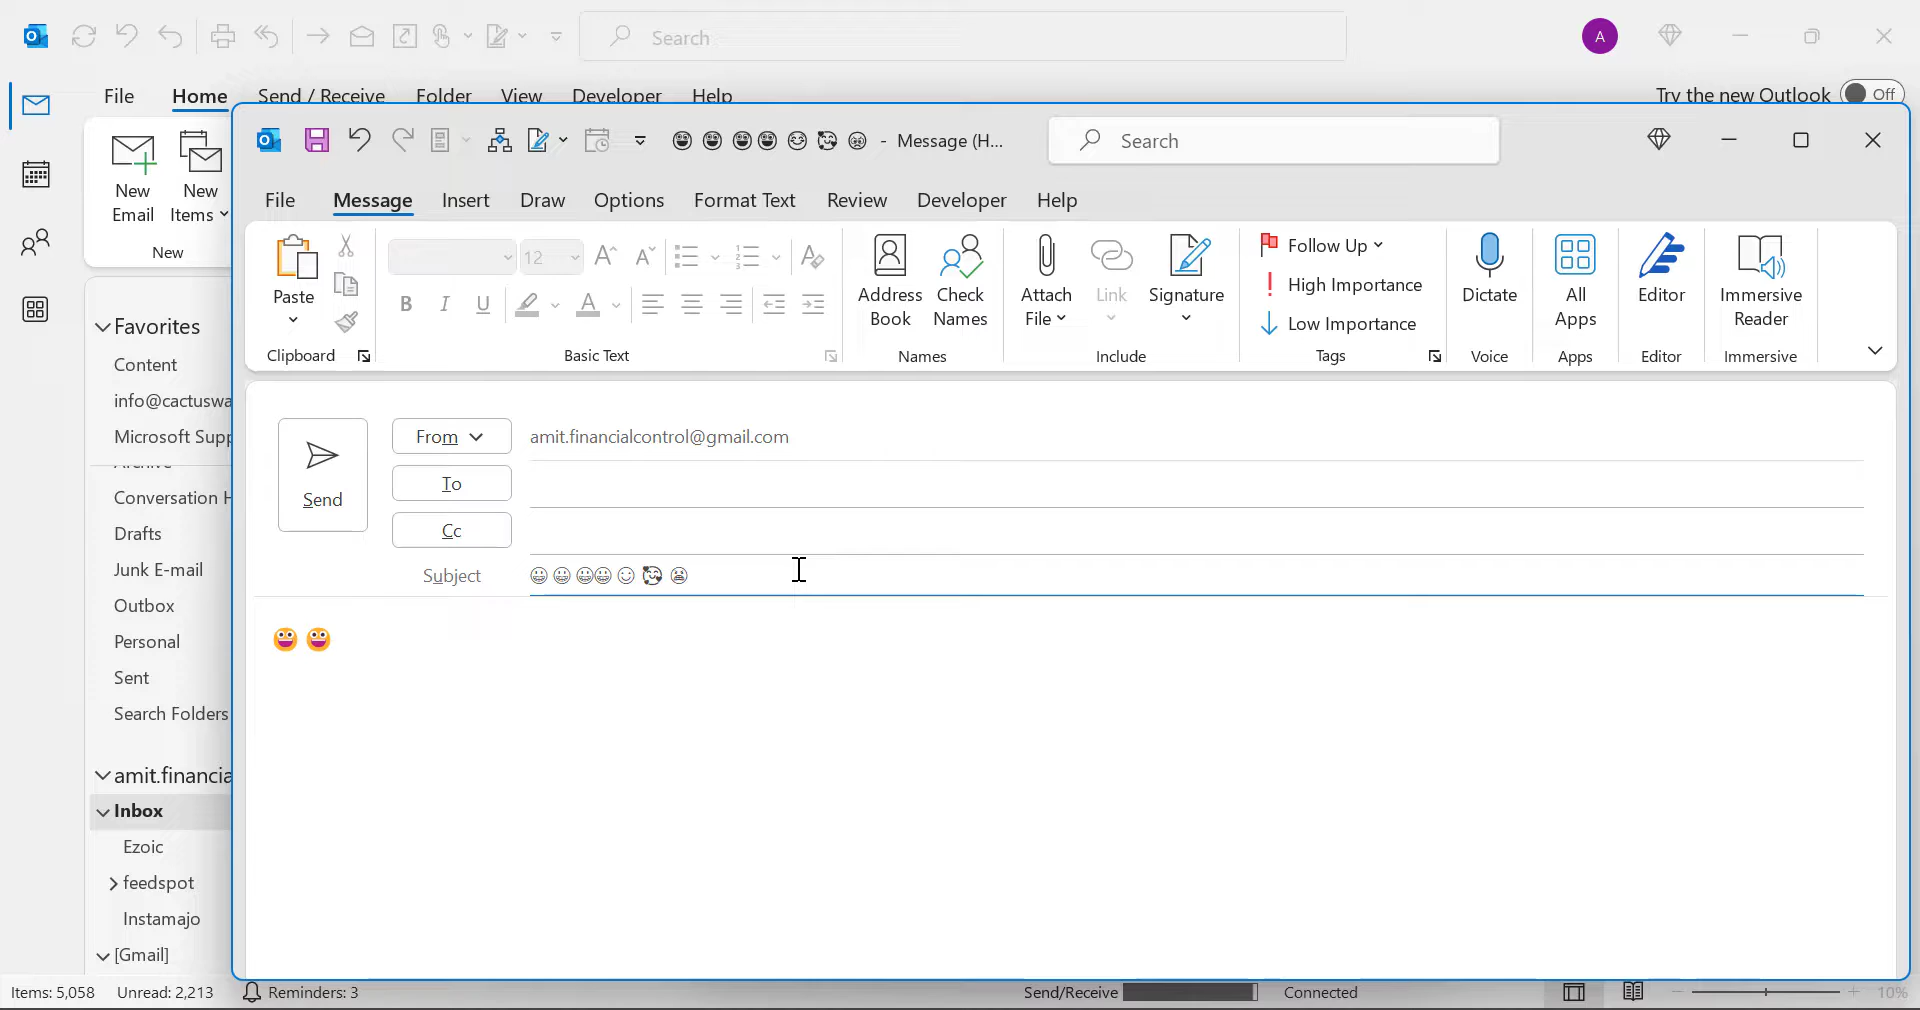 Search
A
File Home Send / Receive Folder View Developer Help
Try the new Outlook Off
😀 😀 😀😀 ☺ 🥰 😫 - Message (H...
Search
New Email
New Items
New
File Message Insert Draw Options Format Text Review Developer Help
Paste
Clipboard
12
B I U
A
Basic Text
Address Book
Check Names
Names
Attach File
Link
Signature
Include
Follow Up
High Importance
Low Importance
Tags
Dictate
Voice
All Apps
Apps
Editor
Editor
Immersive Reader
Immersive
Favorites
Content
info@cactuswa
Microsoft Supp
Archive
Conversation H
Drafts
Junk E-mail
Outbox
Personal
Sent
Search Folders
amit.financia
Inbox
Ezoic
feedspot
Instamajo
[Gmail]
Send
From
amit.financialcontrol@gmail.com
To
Cc
Subject
😀 😀 😀😀 ☺ 🥰 😫
😀 😀
Items: 5,058 Unread: 2,213 Reminders: 3
Send/Receive Connected 10%